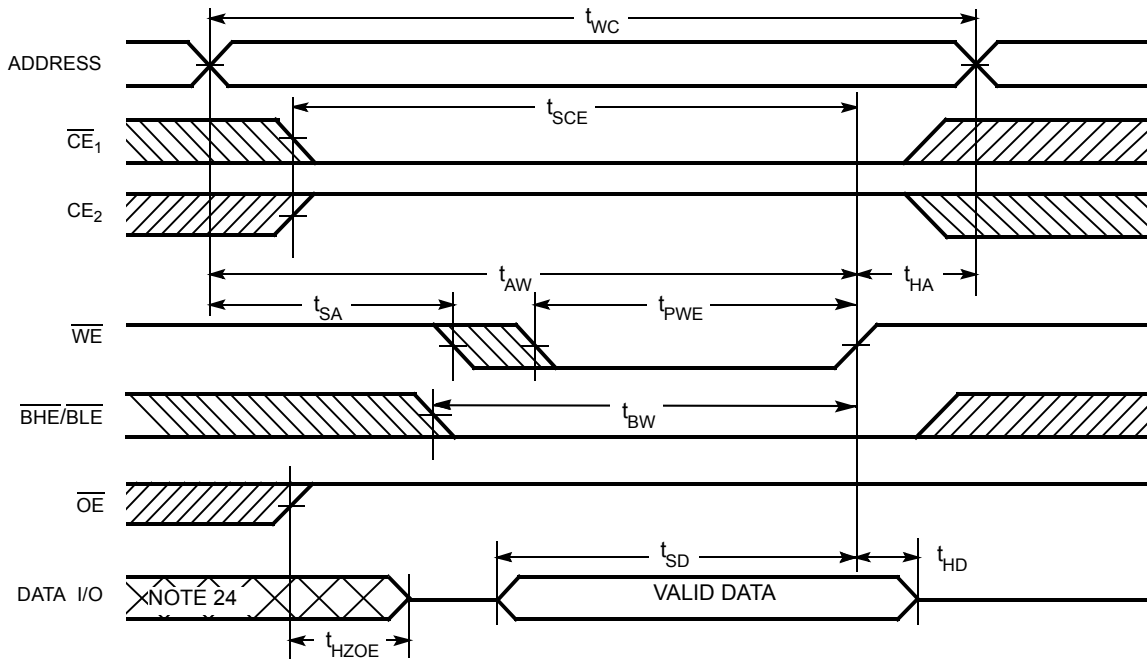 tWC
ADDRESS
tSCE
CE1
CE2
tAW
tHA
tSA
tPWE
WE
BHE/BLE
tBW
OE
tSD
tHD
DATA I/O
NOTE 24
VALID DATA
tHZOE